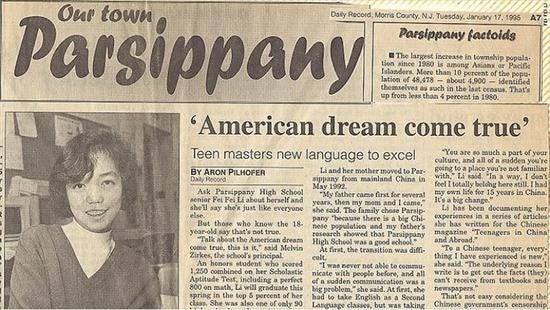 Our town
Parsippany
Daily Record, Morris County, N.J. Tuesday, January 17, 1995 A7
Parsippany factoids
■ The largest increase in township popula-
tion since 1980 is among Asians or Pacific
Islanders. More than 10 percent of the popu-
lation of 48,478 — about 4,900 — identified
themselves as such in the last census. That's
up from less than 4 percent in 1980.
'American dream come true'
Teen masters new language to excel
By Aron Pilhofer
Daily Record
Ask Parsippany High School
senior Fei Fei Li about herself and
she'll say she's just like everyone
else.
But those who know the 18-
year-old say that's not true.
"Talk about the American dream
come true, this is it," said Melvin
Zirkes, the school's principal.
An honors student who scored
1,250 combined on her Scholastic
Aptitude Test, including a perfect
800 on math, Li will graduate this
spring in the top 5 percent of her
class. She was also one of only 90
Li and her mother moved to Par-
sippany from mainland China in
May 1992.
"My father came first for several
years, then my mom and I came,"
she said. The family chose Parsip-
pany "because there is a big Chi-
nese population and my father's
research showed that Parsippany
High School was a good school."
At first, the transition was diffi-
cult.
"I was never not able to commu-
nicate with people before, and all
of a sudden communication was a
big problem," she said. At first, she
had to take English as a Second
Language classes, but was taking
"You are so much a part of your
culture, and all of a sudden you're
going to a place you're not familiar
with," Li said. "In a way, I don't
feel I totally belong here still. I had
my own life for 15 years in China.
It's a big change."
Li has been documenting her
experiences in a series of articles
she has written for the Chinese
magazine "Teenagers in China
and Abroad."
"To a Chinese teenager, every-
thing I have experienced is new,"
she said. "The underlying reason I
write is to get out the facts (they)
can't receive from textbooks and
newspapers."
That's not easy considering the
Chinese government's censorship